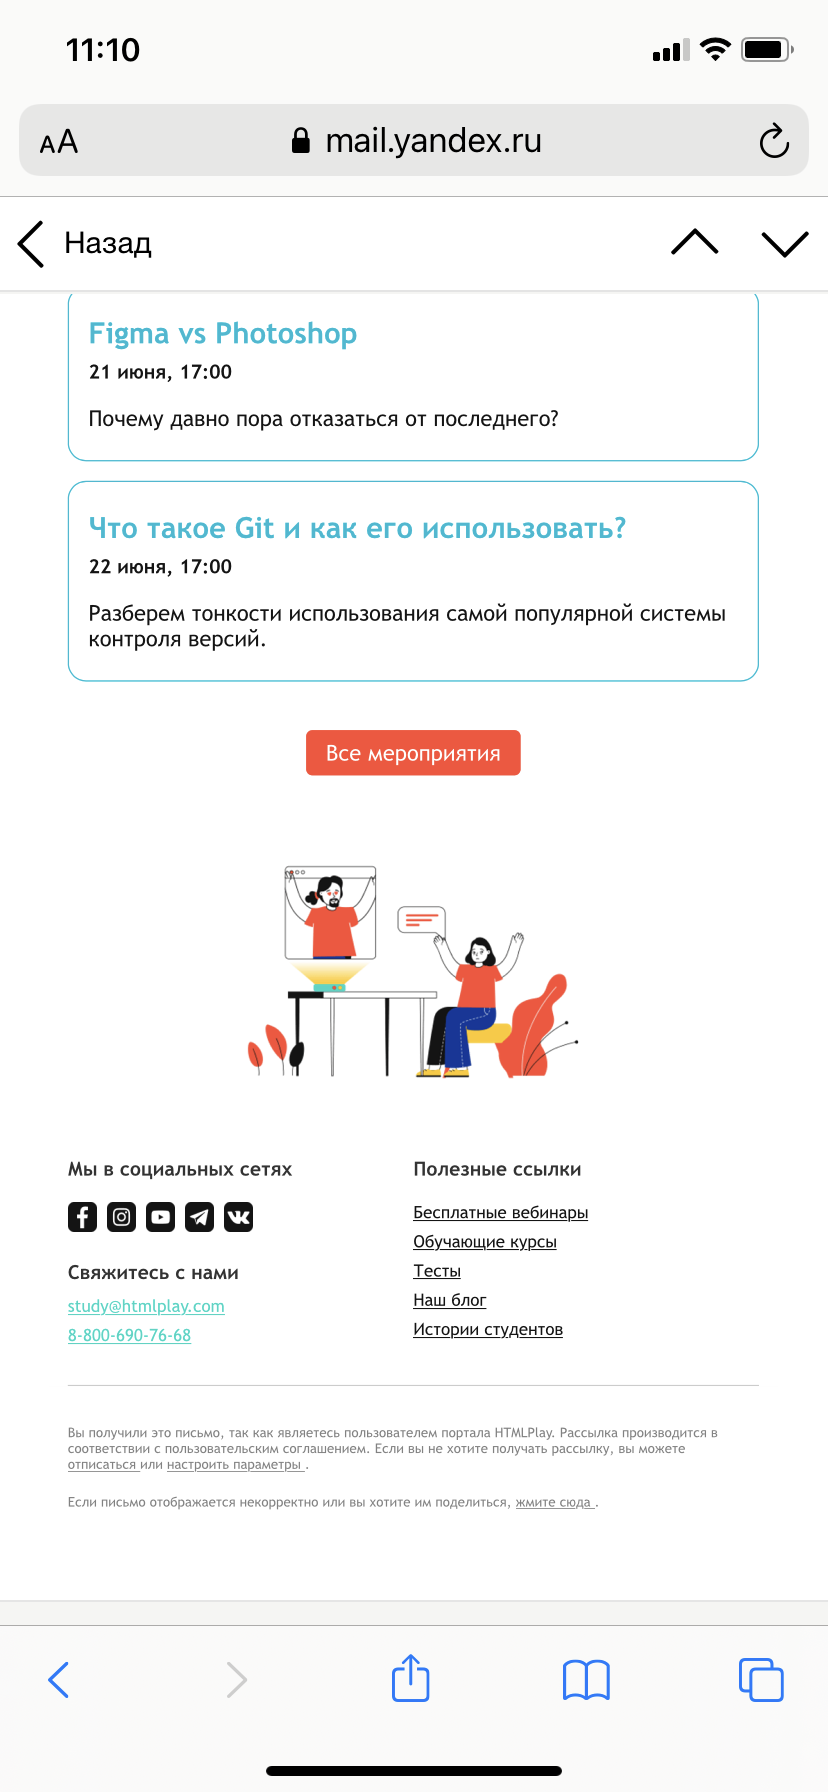 11:10
AA
mail.yandex.ru
Назад
Figma vs Photoshop
21 июня, 17:00
Почему давно пора отказаться от последнего?
Что такое Git и как его использовать?
22 июня, 17:00
Разберем тонкости использования самой популярной системы
контроля версий.
Все мероприятия
Мы в социальных сетях
Свяжитесь с нами
study@htmlplay.com
8-800-690-76-68
Полезные ссылки
Бесплатные вебинары
Обучающие курсы
Тесты
Наш блог
Истории студентов
Вы получили это письмо, так как являетесь пользователем портала HTMLPlay. Рассылка производится в
соответствии с пользовательским соглашением. Если вы не хотите получать рассылку, вы можете
отписаться или настроить параметры .
Если письмо отображается некорректно или вы хотите им поделиться, жмите сюда .